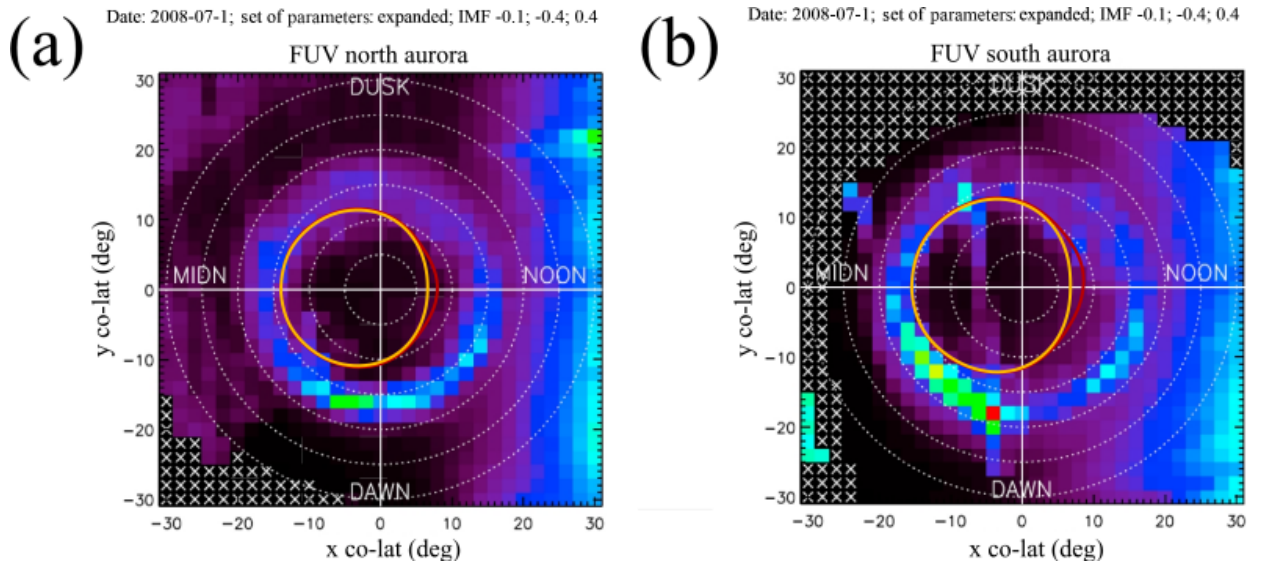 Date: 2008-07-1; set of parameters: expanded; IMF -0.1; -0.4; 0.4
(a)
FUV north aurora
DUSK
MIDN
NOON
DAWN
30
20
10
0
-10
-20
-30
y co-lat (deg)
-30
-20
-10
0
10
20
30
x co-lat (deg)
Date: 2008-07-1; set of parameters: expanded; IMF -0.1; -0.4; 0.4
(b)
FUV south aurora
DUSK
MIDN
NOON
DAWN
30
20
10
0
-10
-20
-30
y co-lat (deg)
-30
-20
-10
0
10
20
30
x co-lat (deg)